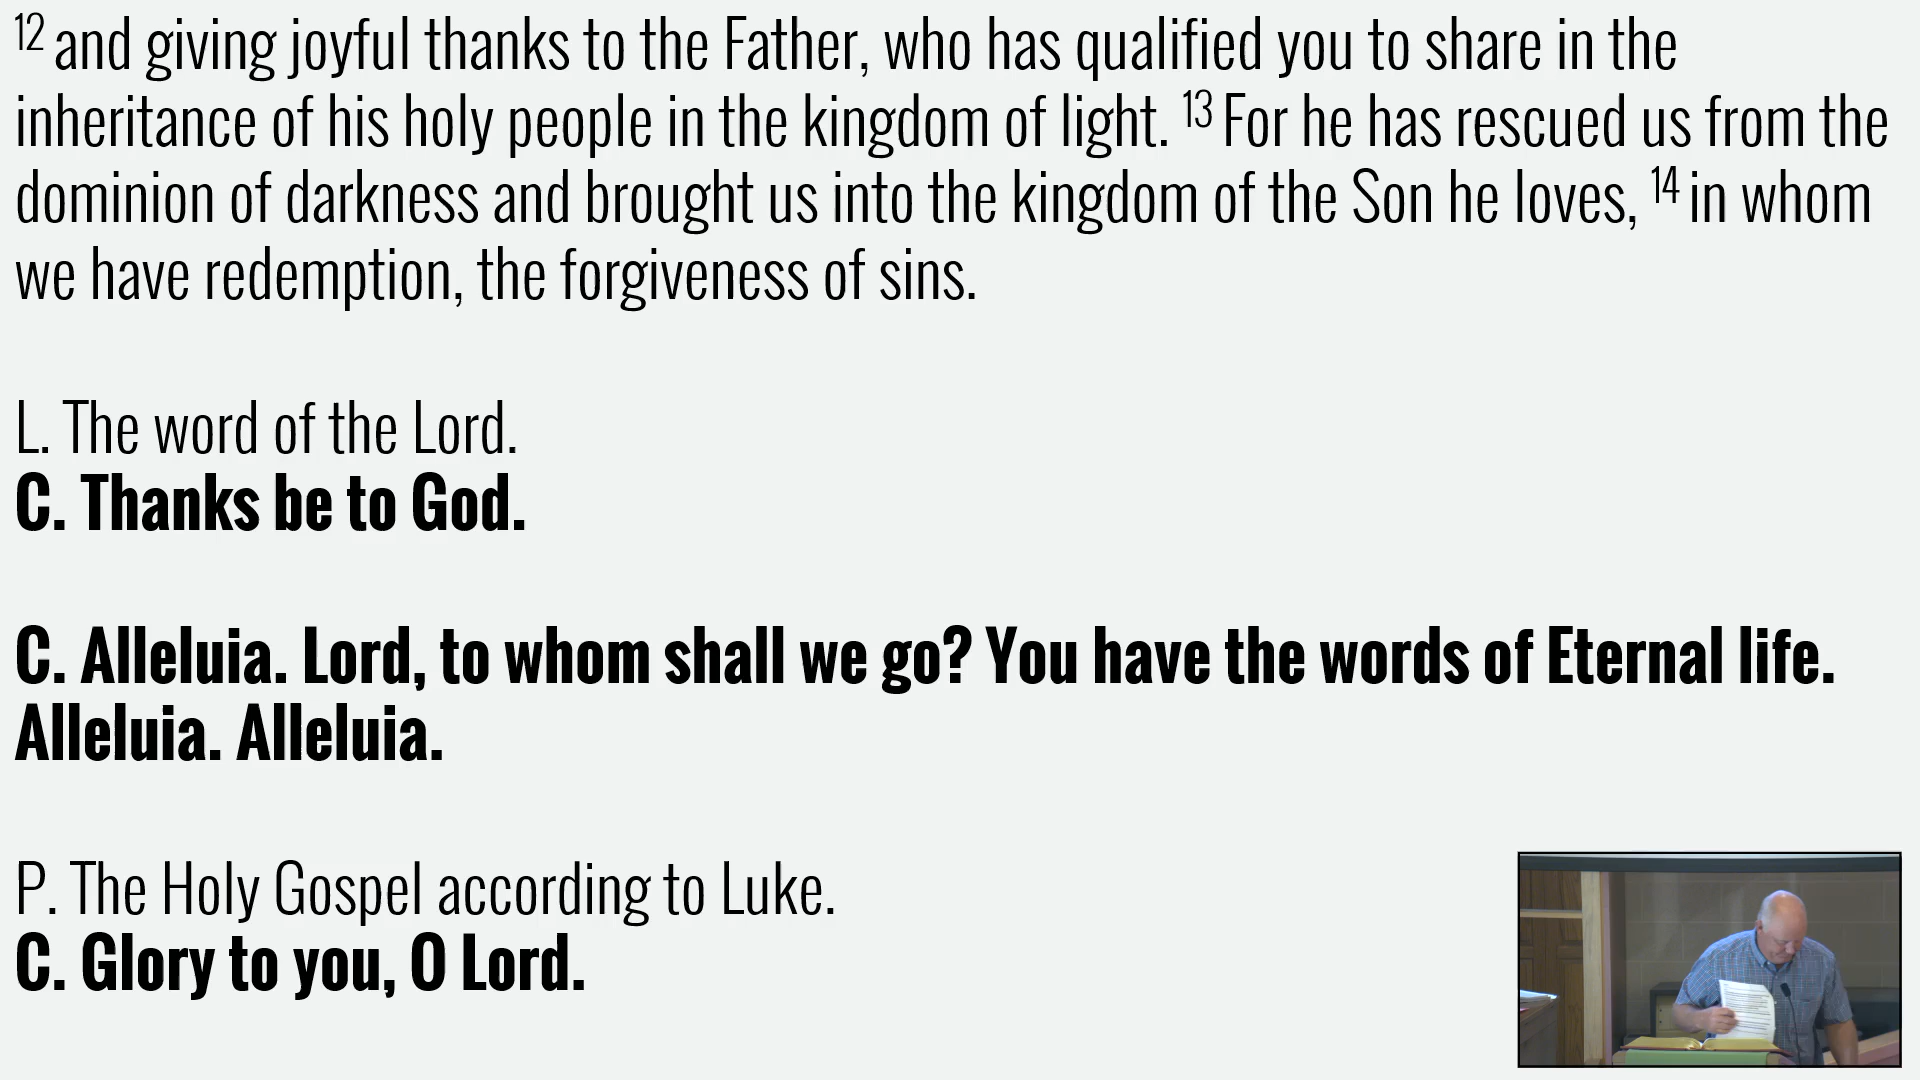 12 and giving joyful thanks to the Father, who has qualified you to share in the
inheritance of his holy people in the kingdom of light. 13 For he has rescued us from the
dominion of darkness and brought us into the kingdom of the Son he loves, 14 in whom
we have redemption, the forgiveness of sins.
L. The word of the Lord.
C. Thanks be to God.
C. Alleluia. Lord, to whom shall we go? You have the words of Eternal life.
Alleluia. Alleluia.
P. The Holy Gospel according to Luke.
C. Glory to you, O Lord.